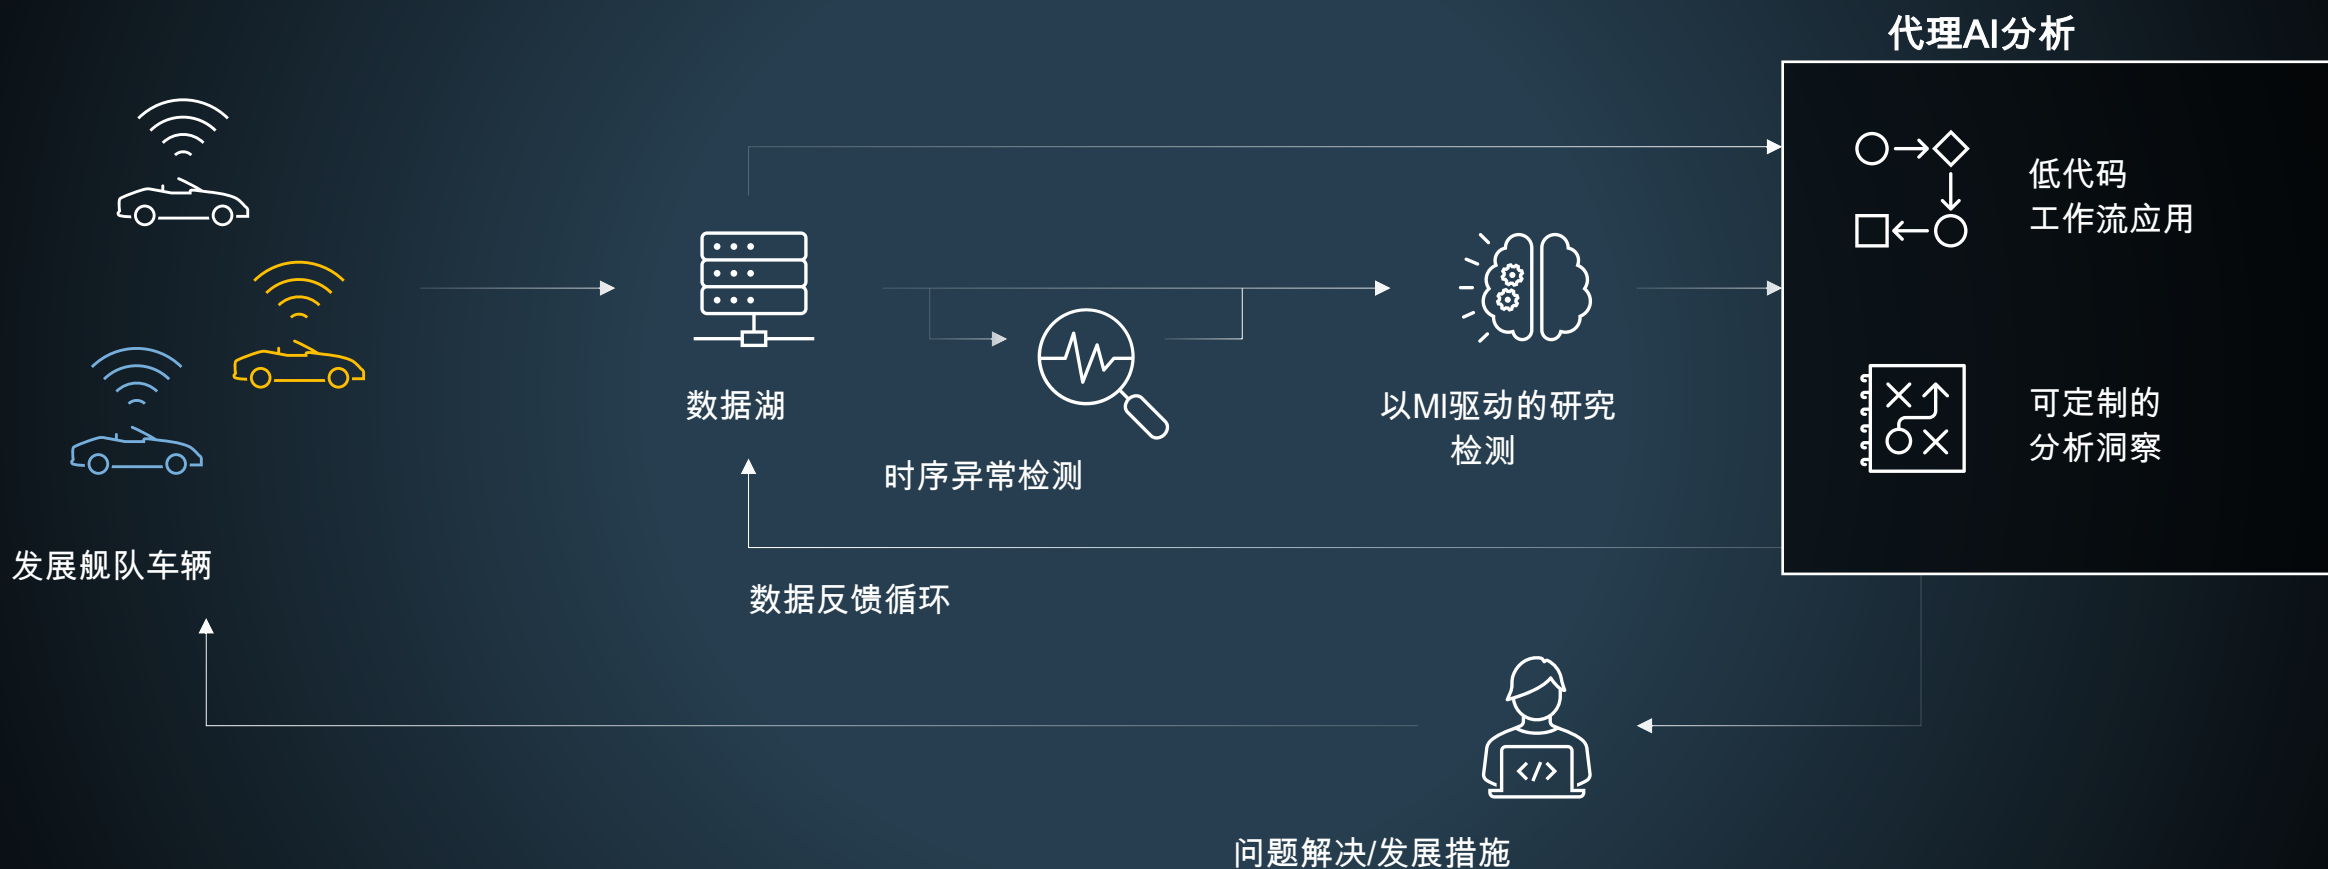 代理AI分析
低代码
工作流应用
数据湖
以MI驱动的研究
检测
可定制的
分析洞察
时序异常检测
发展舰队车辆
数据反馈循环
</>
问题解决/发展措施